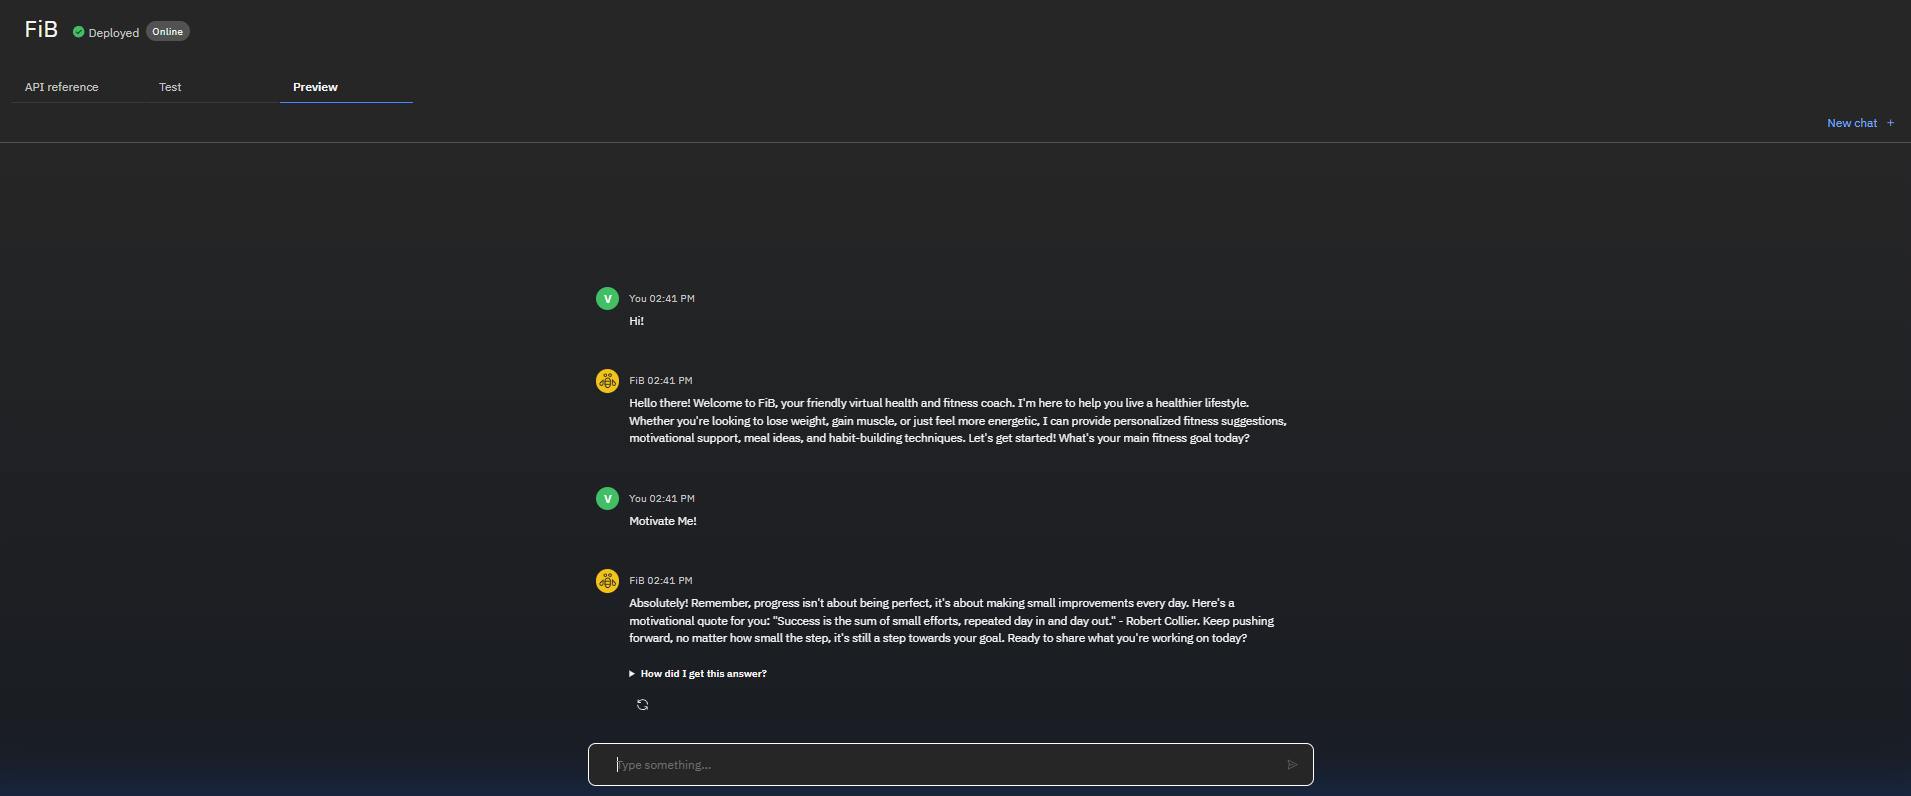 FiB Deployed Online
API reference Test Preview
New chat +
V You 02:41 PM
Hi!
FiB 02:41 PM
Hello there! Welcome to FiB, your friendly virtual health and fitness coach. I'm here to help you live a healthier lifestyle.
Whether you're looking to lose weight, gain muscle, or just feel more energetic, I can provide personalized fitness suggestions,
motivational support, meal ideas, and habit-building techniques. Let's get started! What's your main fitness goal today?
V You 02:41 PM
Motivate Me!
FiB 02:41 PM
Absolutely! Remember, progress isn't about being perfect, it's about making small improvements every day. Here's a
motivational quote for you: "Success is the sum of small efforts, repeated day in and day out." - Robert Collier. Keep pushing
forward, no matter how small the step, it's still a step towards your goal. Ready to share what you're working on today?
How did I get this answer?
Type something...